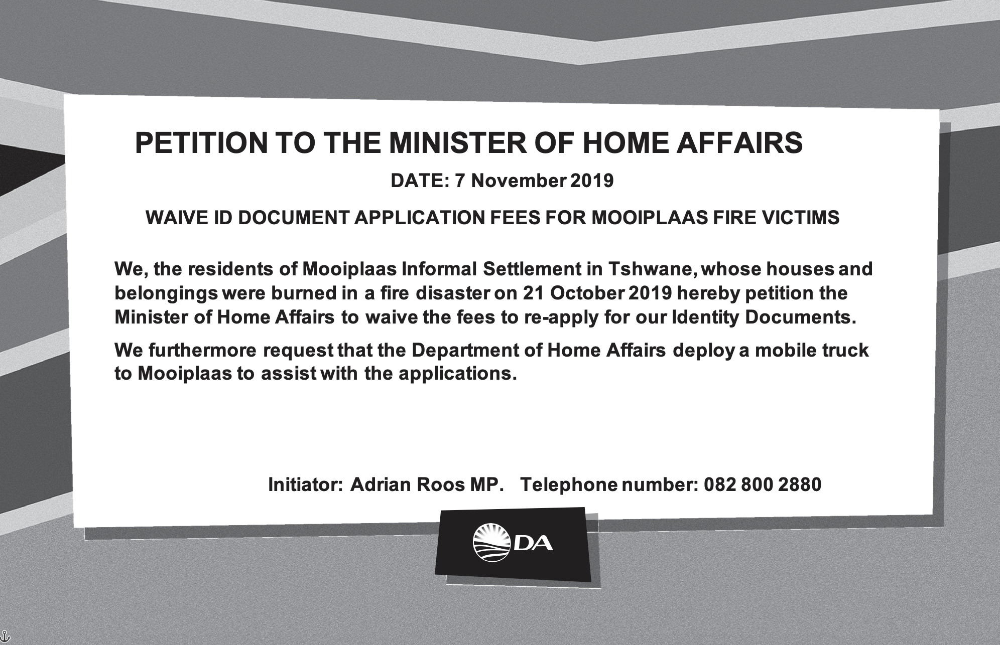 PETITION TO THE MINISTER OF HOME AFFAIRS
DATE: 7 November 2019
WAIVE ID DOCUMENT APPLICATION FEES FOR MOOIPLAAS FIRE VICTIMS
We, the residents of Mooiplaas Informal Settlement in Tshwane, whose houses and
belongings were burned in a fire disaster on 21 October 2019 hereby petition the
Minister of Home Affairs to waive the fees to re-apply for our Identity Documents.
We furthermore request that the Department of Home Affairs deploy a mobile truck
to Mooiplaas to assist with the applications.
Initiator: Adrian Roos MP. Telephone number: 082 800 2880
DA